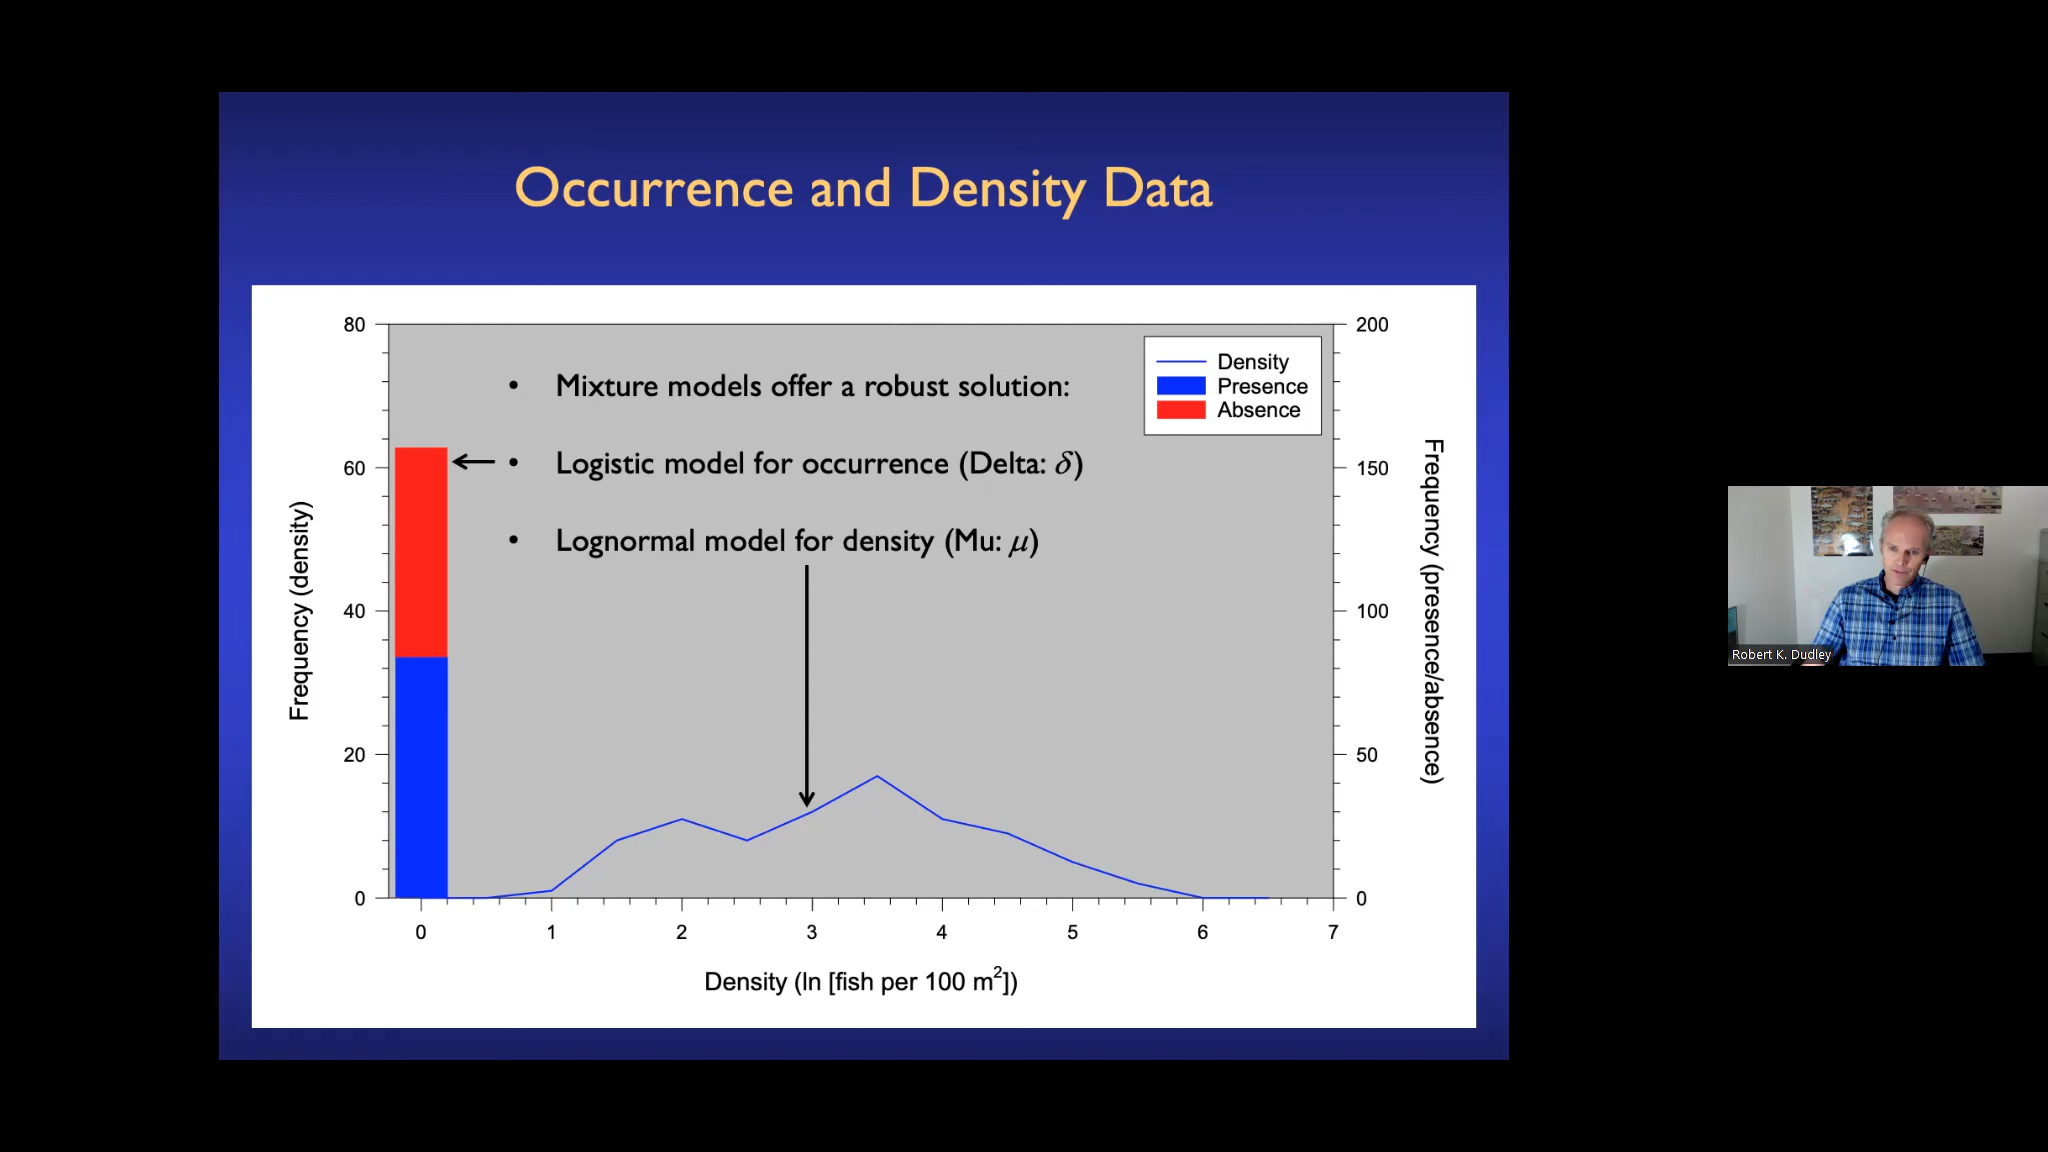 Occurrence and Density Data
80
60
40
20
0
Frequency (density)
• Mixture models offer a robust solution:
• Logistic model for occurrence (Delta: δ)
• Lognormal model for density (Mu: μ)
Density
Presence
Absence
200
150
100
50
0
Frequency (presence/absence)
0 1 2 3 4 5 6 7
Density (ln [fish per 100 m²])
Robert K. Dudley